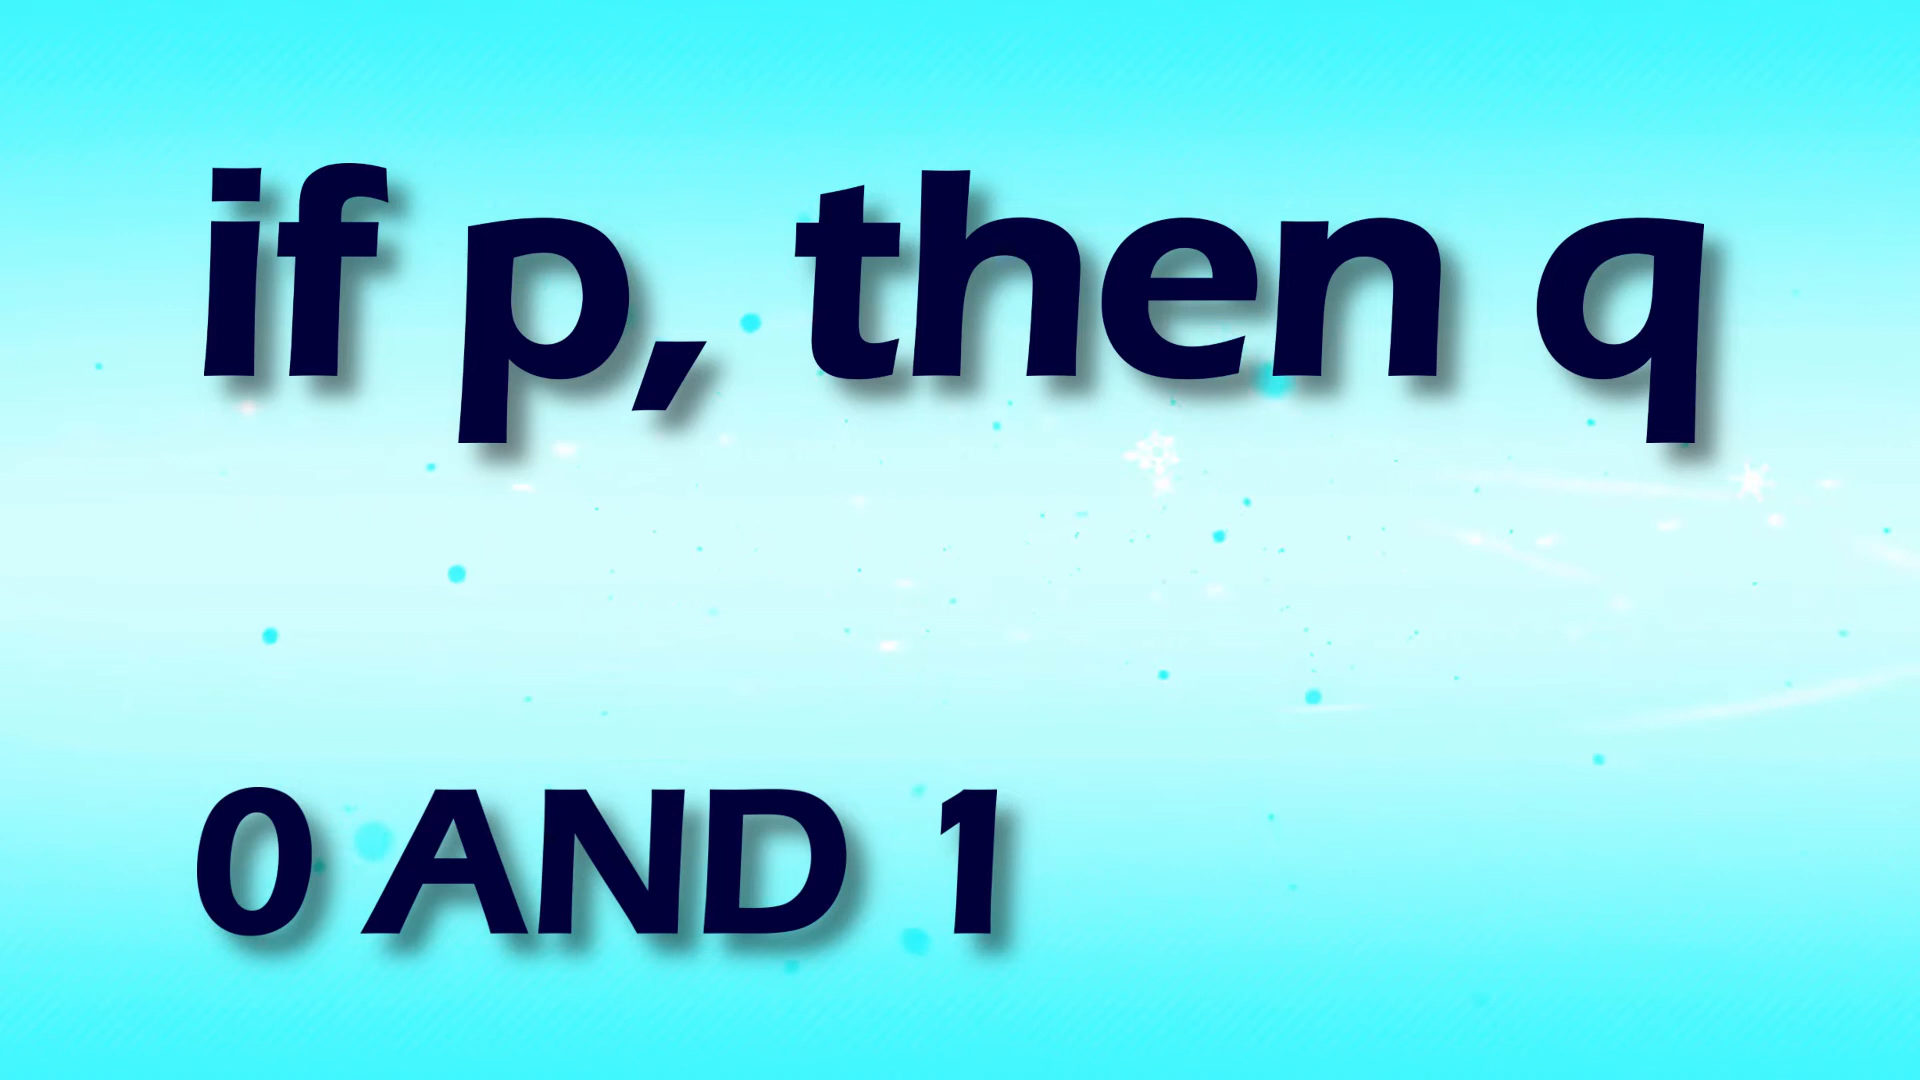 if p, then q
0 AND 1